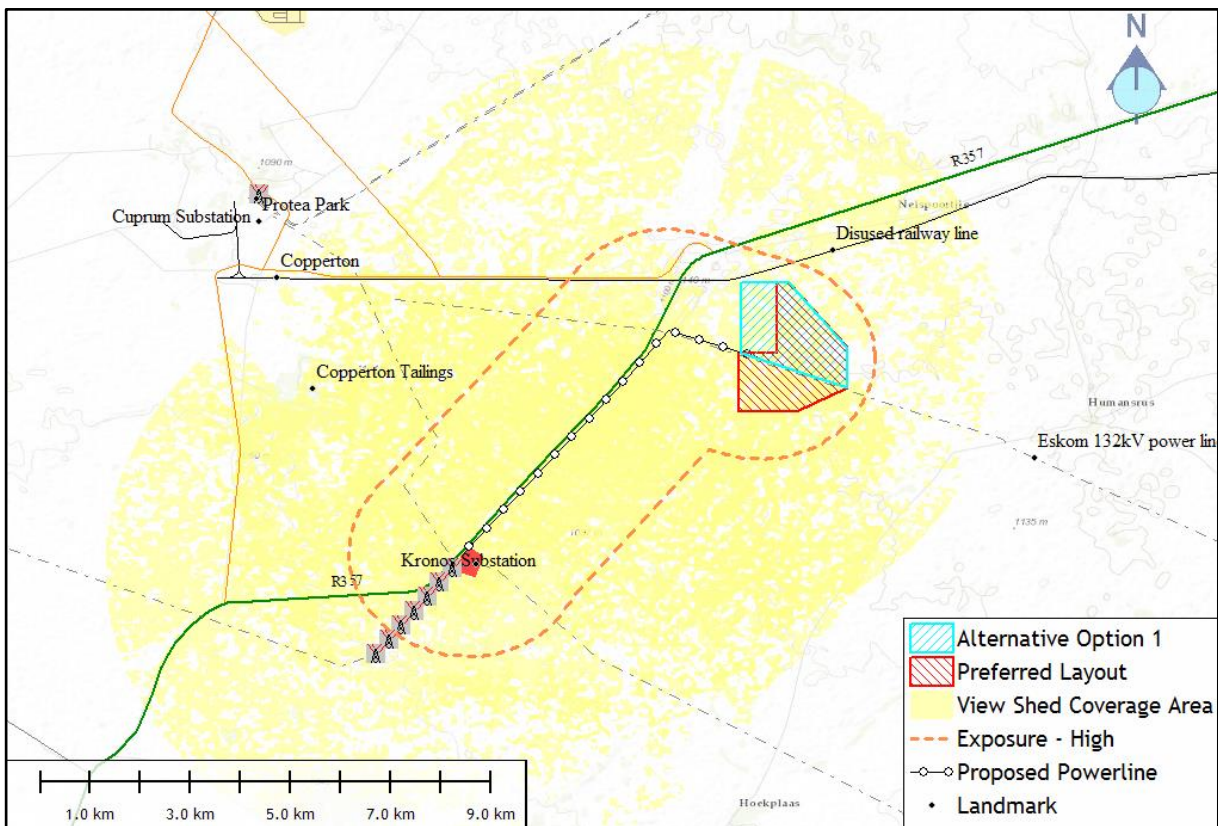 N
1090 m
R357
Protea Park
Neispoortjie
Cuprum Substation
Disused railway line
Copperton
Copperton Tailings
Humansrus
Eskom 132kV power lin
1135 m
Kronos Substation
R357
Alternative Option 1
Preferred Layout
View Shed Coverage Area
Exposure - High
Proposed Powerline
Landmark
Hoekplaas
1.0 km 3.0 km 5.0 km 7.0 km 9.0 km